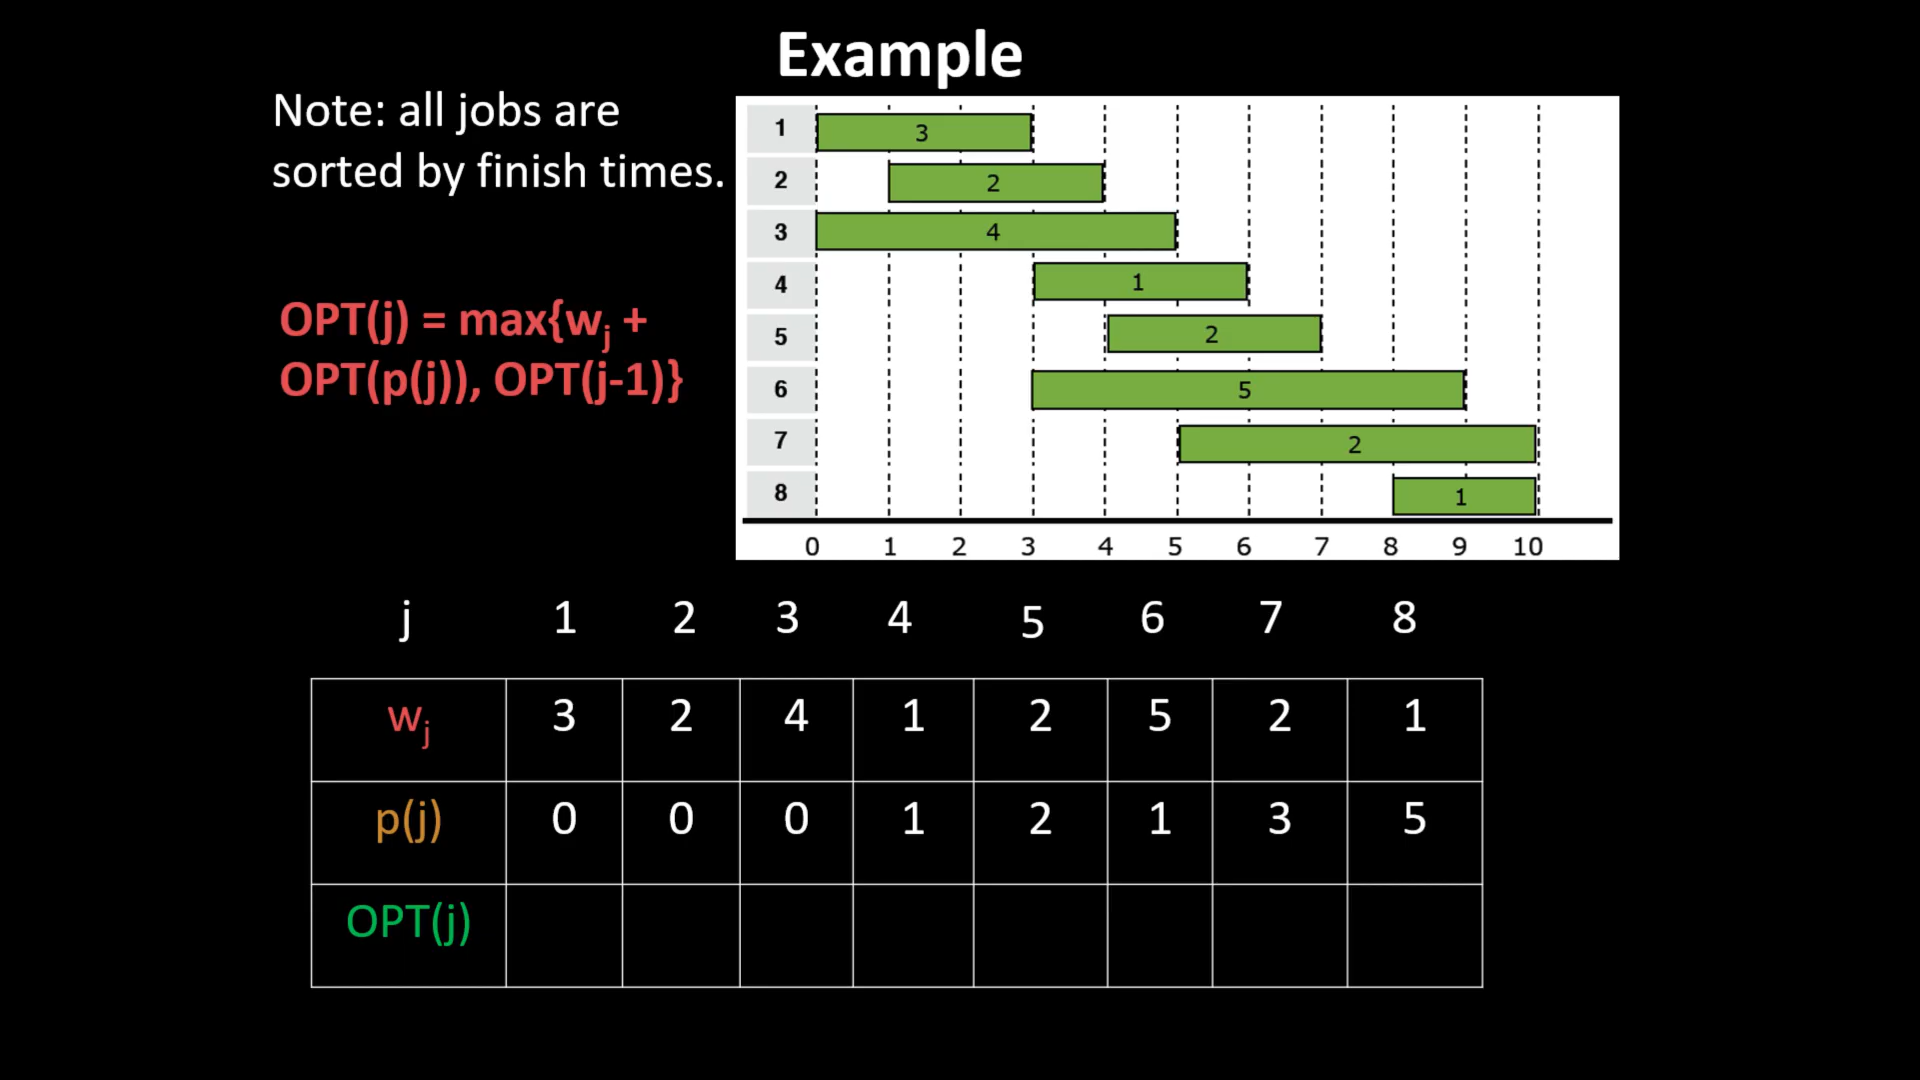 Example
Note: all jobs are
sorted by finish times.
OPT(j) = max{wj +
OPT(p(j)), OPT(j-1)}
1 3
2 2
3 4
4 1
5 2
6 5
7 2
8 1
0 1 2 3 4 5 6 7 8 9 10
j 1 2 3 4 5 6 7 8
wj 3 2 4 1 2 5 2 1
p(j) 0 0 0 1 2 1 3 5
OPT(j)